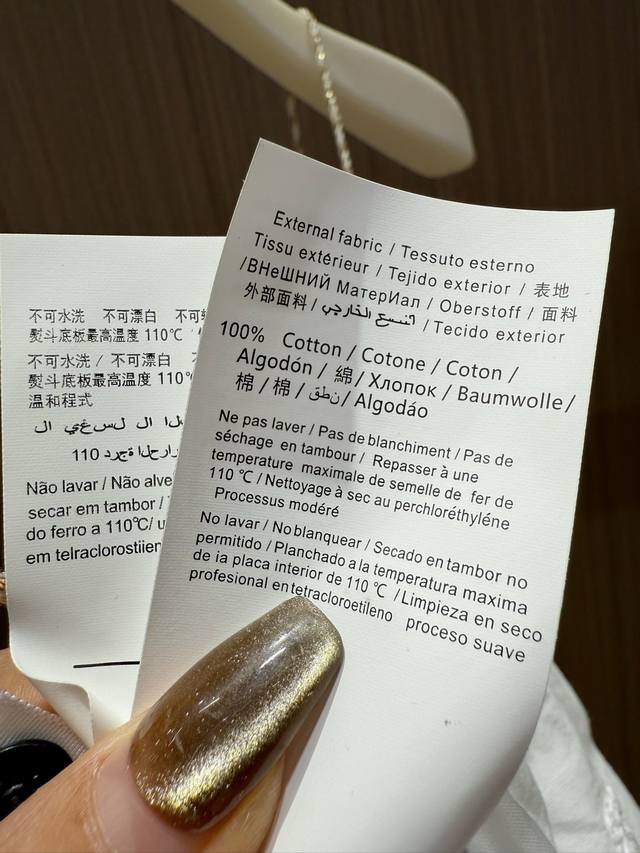 External fabric / Tessuto esterno
Tissu extérieur / Tejido exterior / 表地
/ВНеШНИЙ МатерИал / Oberstoff / 面料
外部面料 / / Tecido exterior
100% Cotton / Cotone / Coton /
Algodón / 綿 / Хлопок / Baumwolle /
棉 / 棉 / نطق / Algodáo
Ne pas laver / Pas de blanchiment / Pas de
séchage en tambour / Repasser à une
temperature maximale de semelle de fer de
110 ℃ / Nettoyage à sec au perchloréthyléne
Processus modéré
No lavar / No blanquear / Secado en tambor no
permitido / Planchado a la temperatura maxima
de ia placa interior de 110 ℃ / Limpieza en seco
profesional en tetracloroetileno proceso suave
不可水洗 不可漂白 不可
熨斗底板最高温度 110℃
不可水洗 / 不可漂白
熨斗底板最高温度 110℃
温和程式
110
Não lavar / Não alve
secar em tambor /
do ferro a 110℃/ u
em telraclorostiien